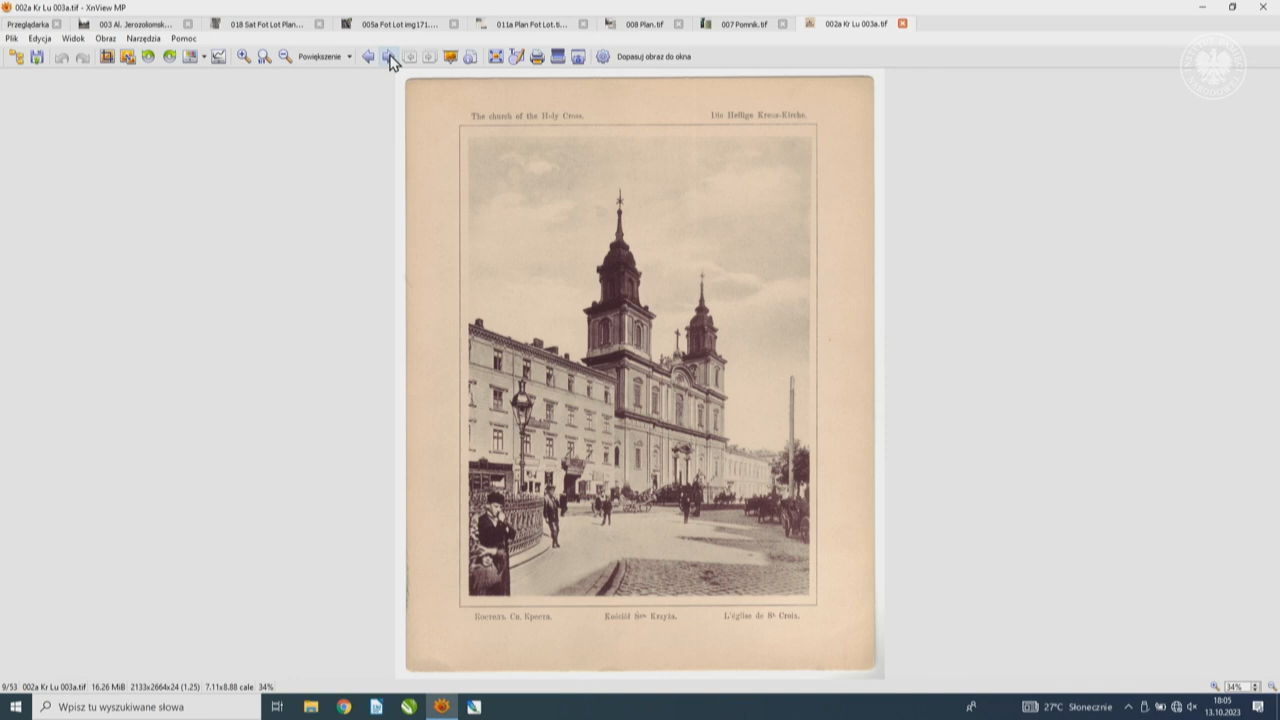 002a Kr Lu 003a.tif - XnView MP
Przeglądarka
003 Al. Jerozoliomsk...
018 Sat Fot Lot Plan...
005a Fot Lot img171....
011a Plan Fot Lot.ti...
008 Plan.tif
007 Pomnik.tif
002a Kr Lu 003a.tif
Plik Edycja Widok Obraz Narzędzia Pomoc
Powiększenie
Dopasuj obraz do okna
The church of the Holy Cross.
Die Heilige Kreuz-Kirche.
Костелъ Св. Креста.
Kościół Śgo Krzyża.
L'église de St Croix.
9/53 002a Kr Lu 003a.tif 16.26 MiB 2133x2664x24 (1.25) 7.11x8.88 cale 34%
34%
Wpisz tu wyszukiwane słowa
27°C Słonecznie
18:05
13.10.2023